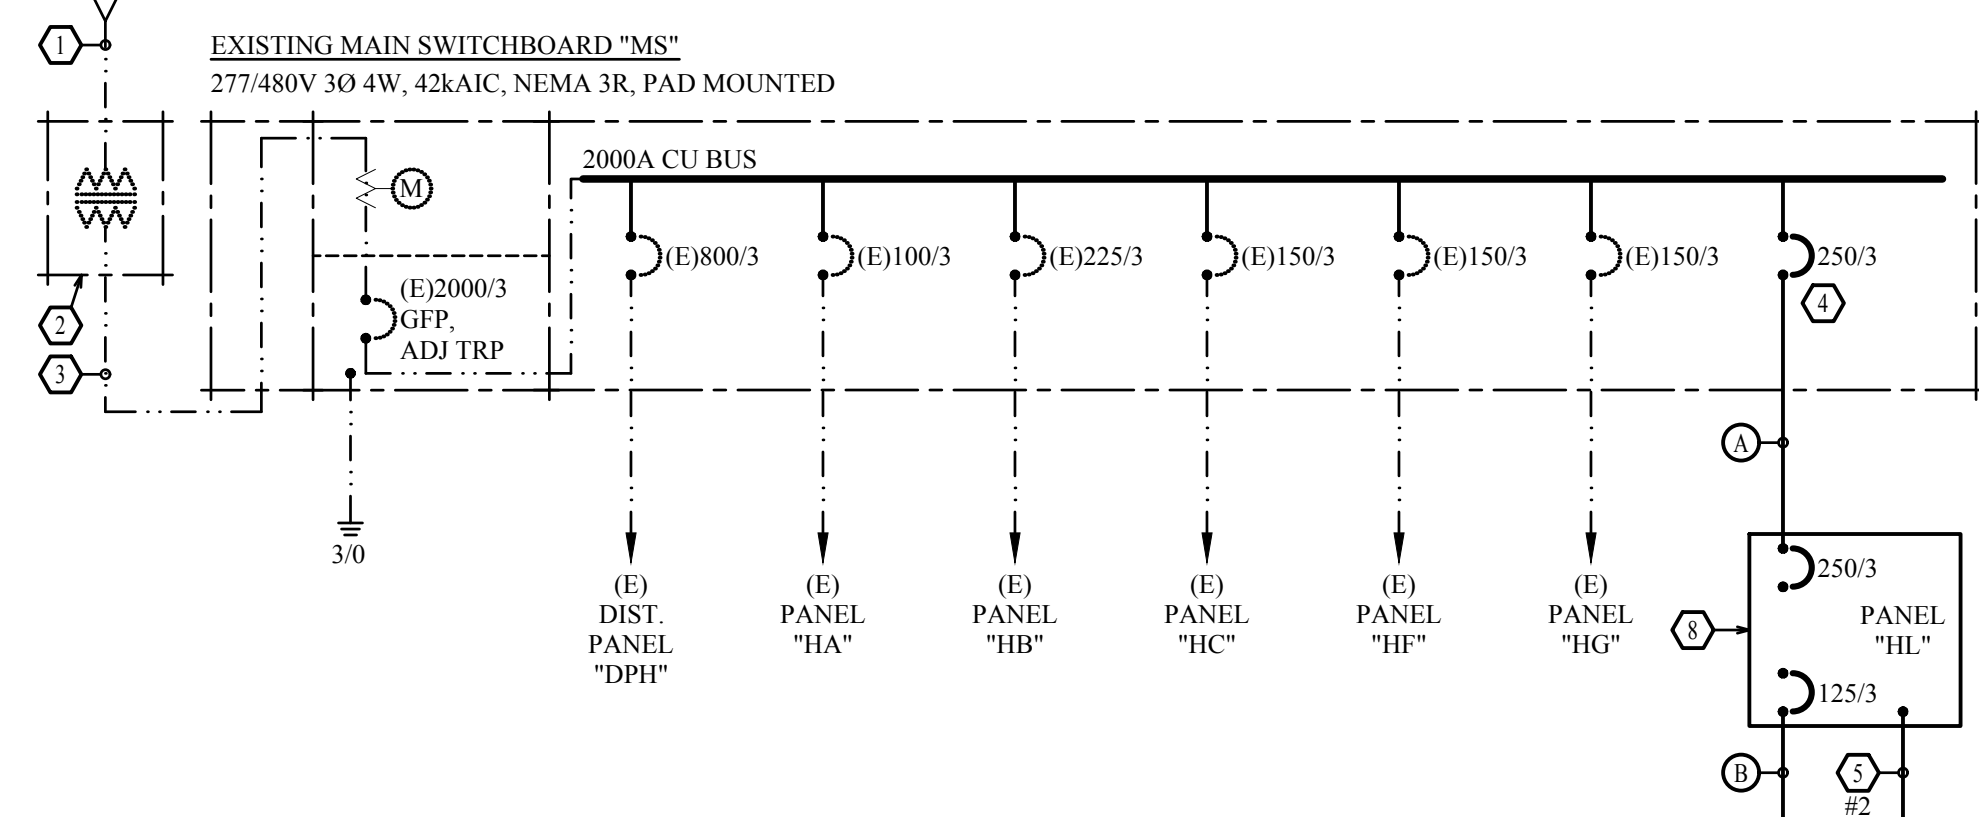 1
EXISTING MAIN SWITCHBOARD "MS"
277/480V 3Ø 4W, 42kAIC, NEMA 3R, PAD MOUNTED
2000A CU BUS
M
(E)800/3
(E)100/3
(E)225/3
(E)150/3
(E)150/3
(E)150/3
250/3
(E)2000/3
GFP,
ADJ TRP
4
2
3
A
3/0
(E)
DIST.
PANEL
"DPH"
(E)
PANEL
"HA"
(E)
PANEL
"HB"
(E)
PANEL
"HC"
(E)
PANEL
"HF"
(E)
PANEL
"HG"
250/3
8
PANEL
"HL"
125/3
B
5
#2